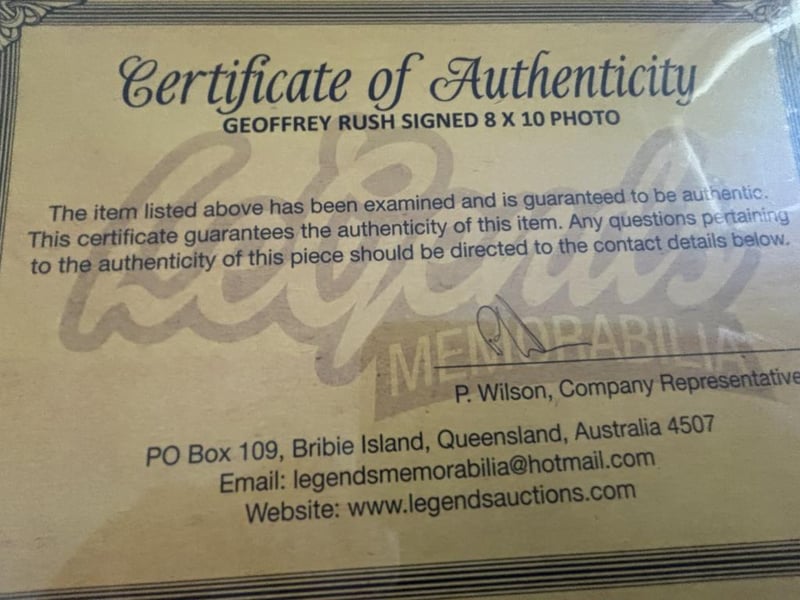 Certificate of Authenticity
GEOFFREY RUSH SIGNED 8 X 10 PHOTO
The item listed above has been examined and is guaranteed to be authentic.
This certificate guarantees the authenticity of this item. Any questions pertaining
to the authenticity of this piece should be directed to the contact details below.
Legends
MEMORABILIA
P. Wilson, Company Representative
PO Box 109, Bribie Island, Queensland, Australia 4507
Email: legendsmemorabilia@hotmail.com
Website: www.legendsauctions.com